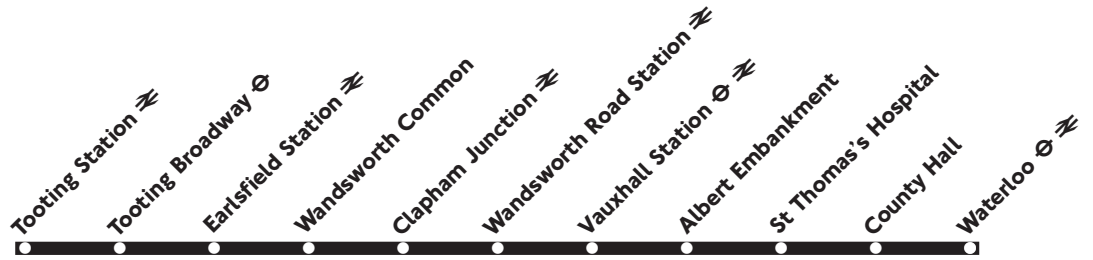 Tooting Station
Tooting Broadway
Earlsfield Station
Wandsworth Common
Clapham Junction
Wandsworth Road Station
Vauxhall Station
Albert Embankment
St Thomas's Hospital
County Hall
Waterloo